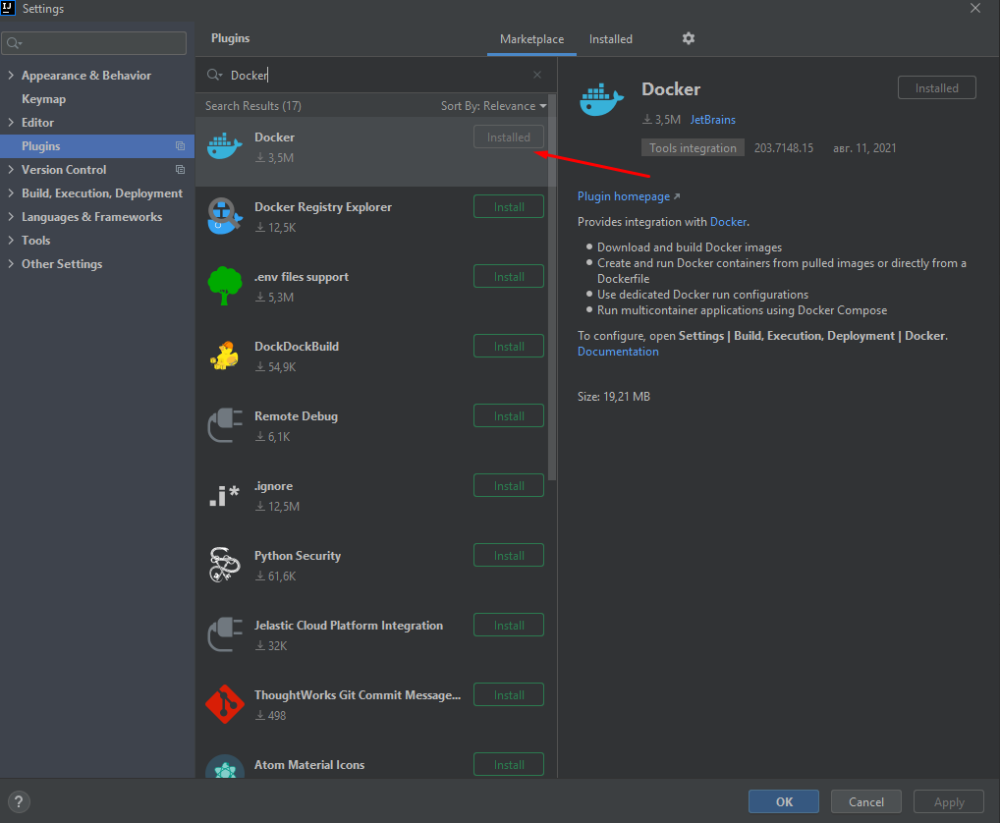 IJ
Settings
Appearance & Behavior
Keymap
Editor
Plugins
Version Control
Build, Execution, Deployment
Languages & Frameworks
Tools
Other Settings
Plugins
Marketplace
Installed
Docker
Search Results (17)
Sort By: Relevance
Docker
3,5M
Installed
Docker Registry Explorer
12,5K
Install
.env files support
5,3M
Install
DockDockBuild
54,9K
Install
Remote Debug
6,1K
Install
.i*
.ignore
12,5M
Install
Python Security
61,6K
Install
Jelastic Cloud Platform Integration
32K
Install
ThoughtWorks Git Commit Message...
498
Install
Atom Material Icons
Install
Docker
Installed
3,5M JetBrains
Tools integration 203.7148.15 авг. 11, 2021
Plugin homepage
Provides integration with Docker.
Download and build Docker images
Create and run Docker containers from pulled images or directly from a
Dockerfile
Use dedicated Docker run configurations
Run multicontainer applications using Docker Compose
To configure, open Settings | Build, Execution, Deployment | Docker.
Documentation
Size: 19,21 MB
?
OK
Cancel
Apply